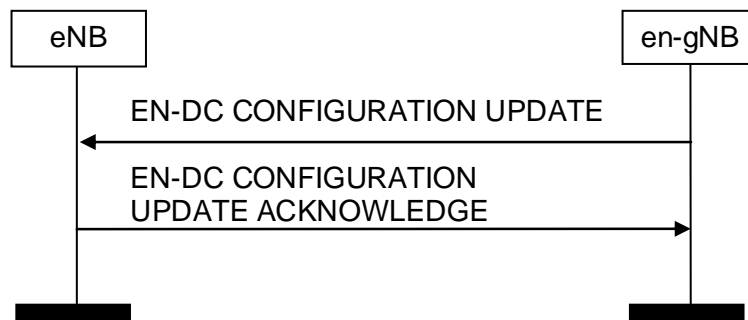 eNB
en-gNB
EN-DC CONFIGURATION UPDATE
EN-DC CONFIGURATION
UPDATE ACKNOWLEDGE